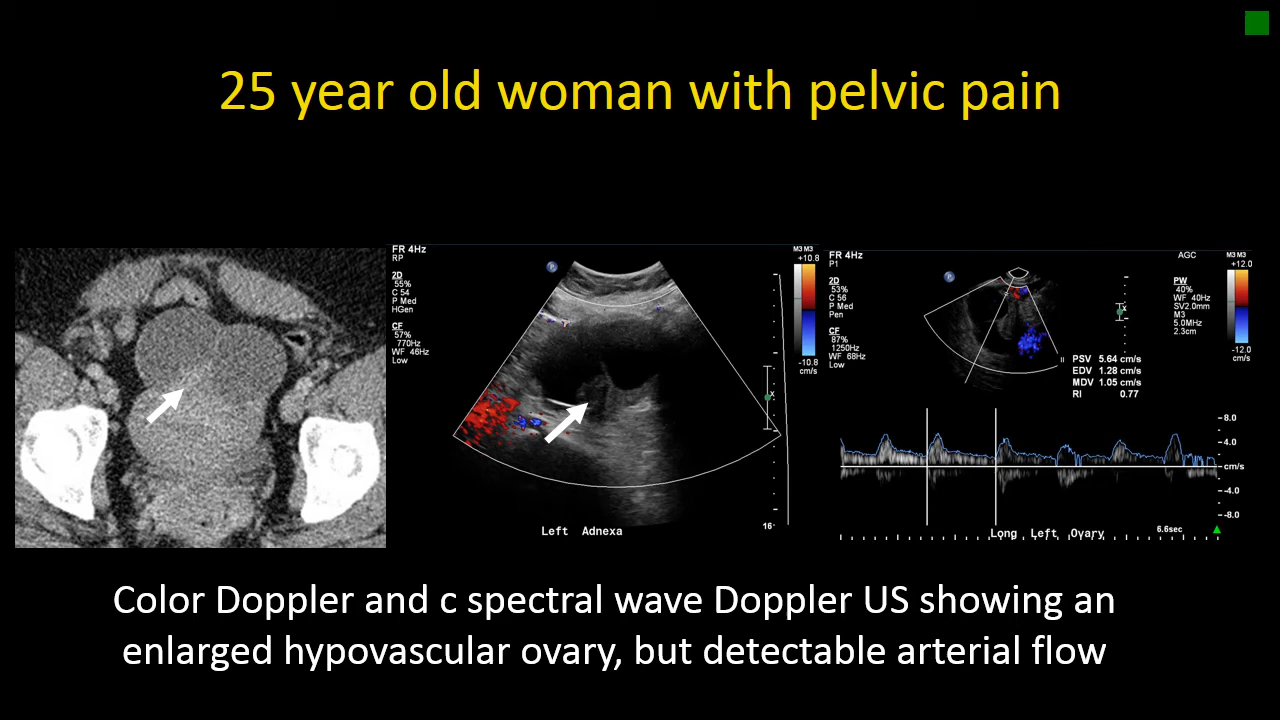 25 year old woman with pelvic pain
FR 4Hz
RP
2D
55%
C 54
P Med
HGen
CF
57%
770Hz
WF 46Hz
Low
M3 M3
+10.8
-10.8
cm/s
x
16
Left Adnexa
FR 4Hz
P1
2D
53%
C 56
P Med
Pen
CF
87%
1250Hz
WF 68Hz
Low
AGC
M3 M3
+12.0
-12.0
cm/s
PW
40%
WF 40Hz
SV2.0mm
M3
5.0MHz
2.3cm
x
PSV 5.64 cm/s
EDV 1.28 cm/s
MDV 1.05 cm/s
RI 0.77
8.0
4.0
cm/s
-4.0
-8.0
Long Left Ovary
6.6sec
Color Doppler and c spectral wave Doppler US showing an
enlarged hypovascular ovary, but detectable arterial flow